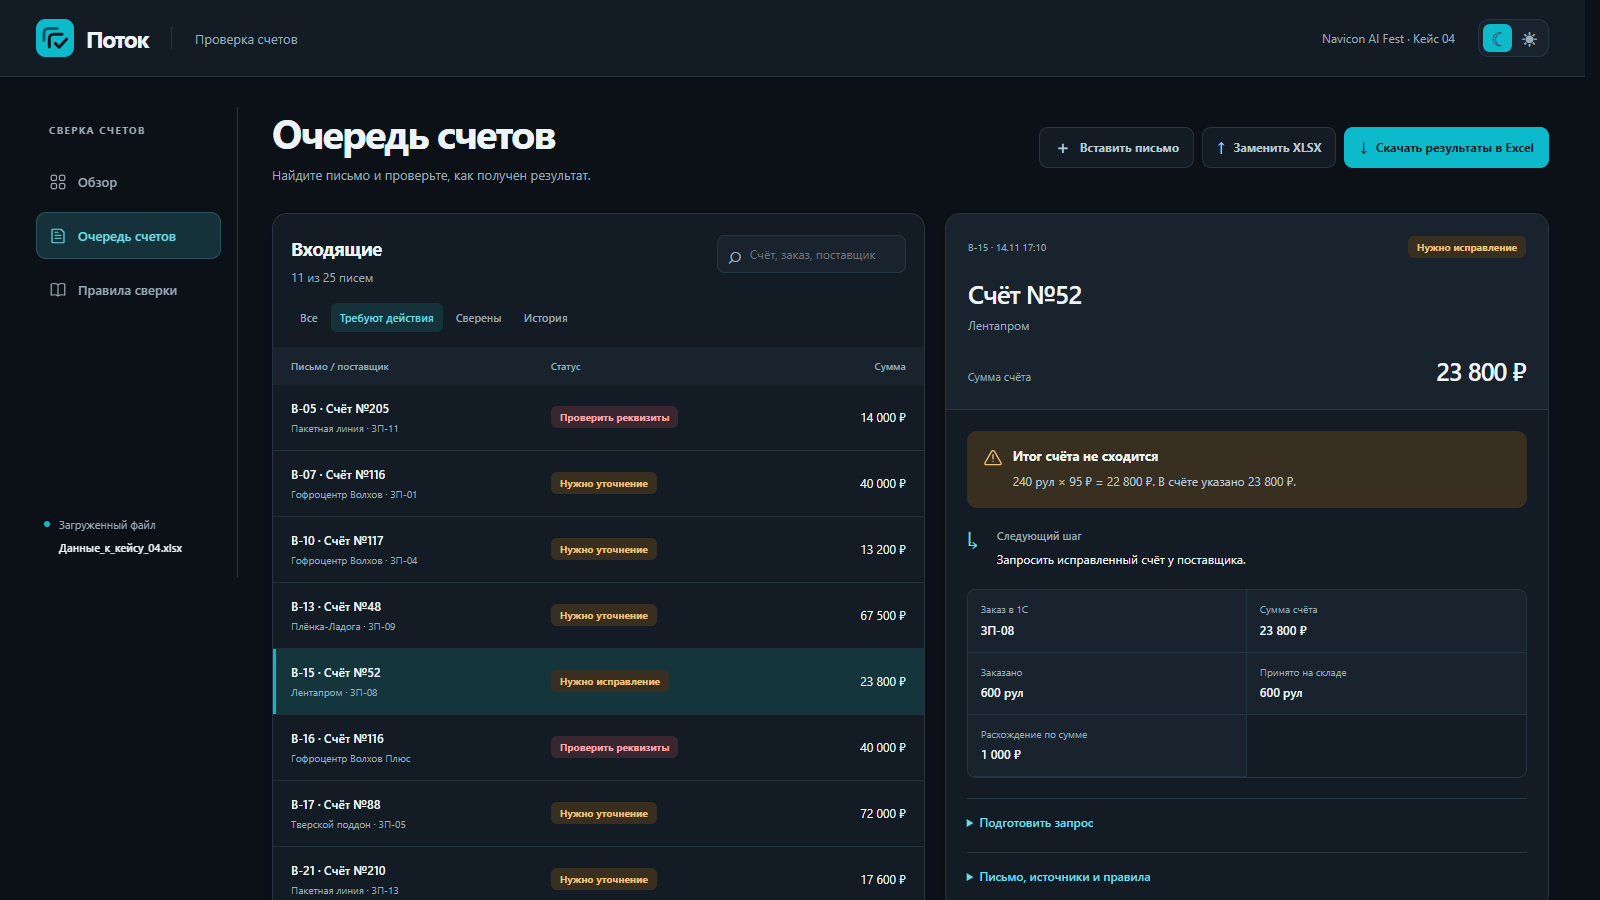 Поток
Проверка счетов
Navicon AI Fest · Кейс 04
СВЕРКА СЧЕТОВ
Обзор
Очередь счетов
Правила сверки
Загруженный файл
Данные_к_кейсу_04.xlsx
Очередь счетов
Найдите письмо и проверьте, как получен результат.
+ Вставить письмо
↑ Заменить XLSX
↓ Скачать результаты в Excel
Входящие
11 из 25 писем
Счёт, заказ, поставщик
Все
Требуют действия
Сверены
История
Письмо / поставщик
Статус
Сумма
В-05 · Счёт №205
Пакетная линия · ЗП-11
Проверить реквизиты
14 000 ₽
В-07 · Счёт №116
Гофроцентр Волхов · ЗП-01
Нужно уточнение
40 000 ₽
В-10 · Счёт №117
Гофроцентр Волхов · ЗП-04
Нужно уточнение
13 200 ₽
В-13 · Счёт №48
Плёнка-Ладога · ЗП-09
Нужно уточнение
67 500 ₽
В-15 · Счёт №52
Лентапром · ЗП-08
Нужно исправление
23 800 ₽
В-16 · Счёт №116
Гофроцентр Волхов Плюс
Проверить реквизиты
40 000 ₽
В-17 · Счёт №88
Тверской поддон · ЗП-05
Нужно уточнение
72 000 ₽
В-21 · Счёт №210
Пакетная линия · ЗП-13
Нужно уточнение
17 600 ₽
В-15 · 14.11 17:10
Нужно исправление
Счёт №52
Лентапром
Сумма счёта
23 800 ₽
Итог счёта не сходится
240 рул × 95 ₽ = 22 800 ₽. В счёте указано 23 800 ₽.
Следующий шаг
Запросить исправленный счёт у поставщика.
Заказ в 1С
ЗП-08
Сумма счёта
23 800 ₽
Заказано
600 рул
Принято на складе
600 рул
Расхождение по сумме
1 000 ₽
Подготовить запрос
Письмо, источники и правила